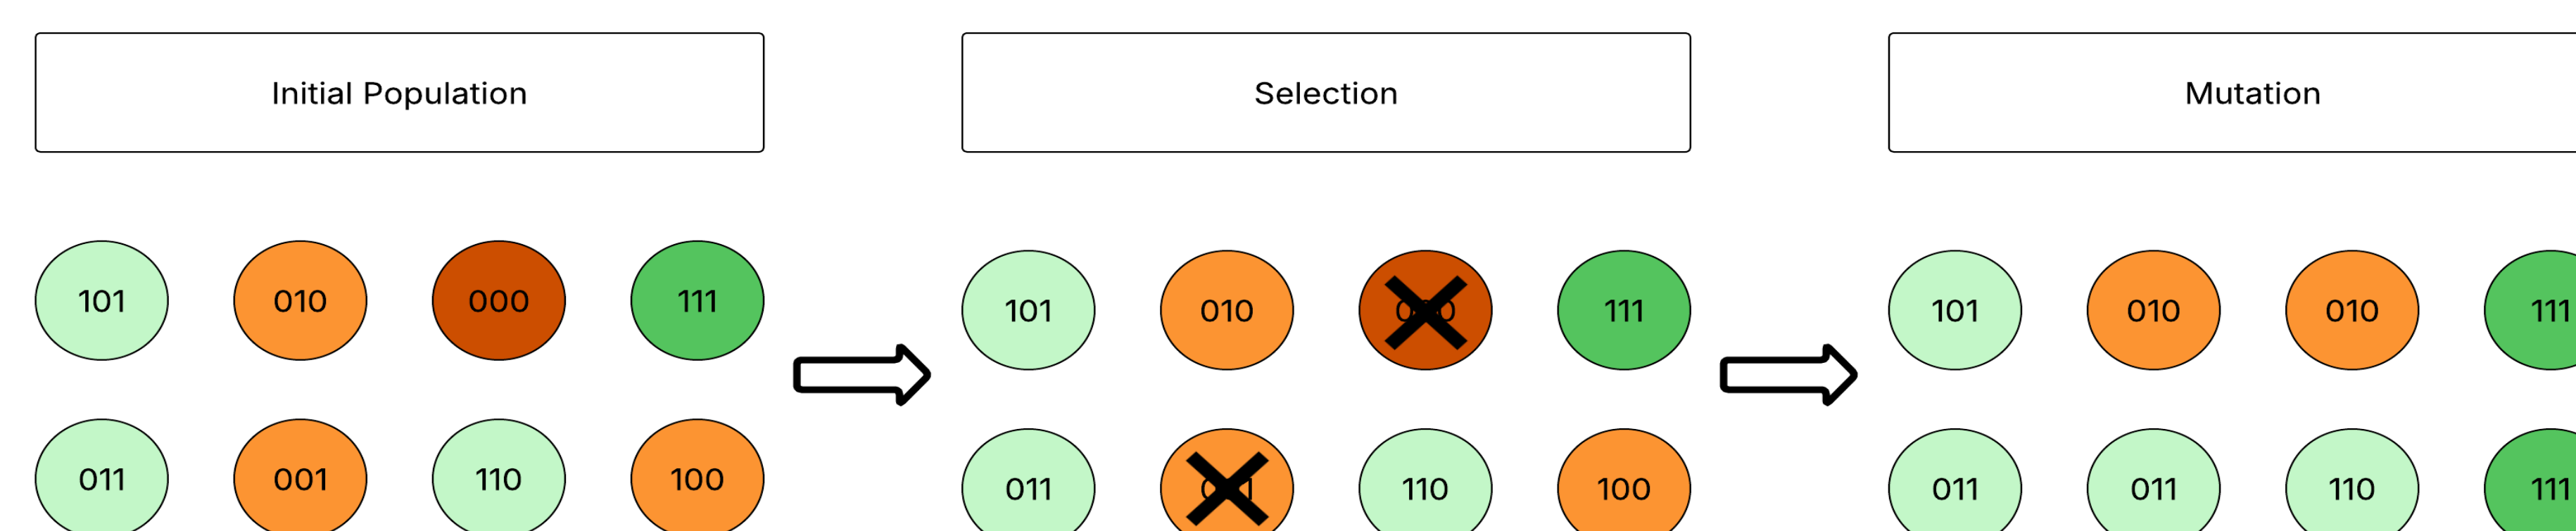 Initial Population
Selection
Mutation
101 010 000 111
101 010 111
101 010 010 111
011 001 110 100
011 110 100
011 011 110 111